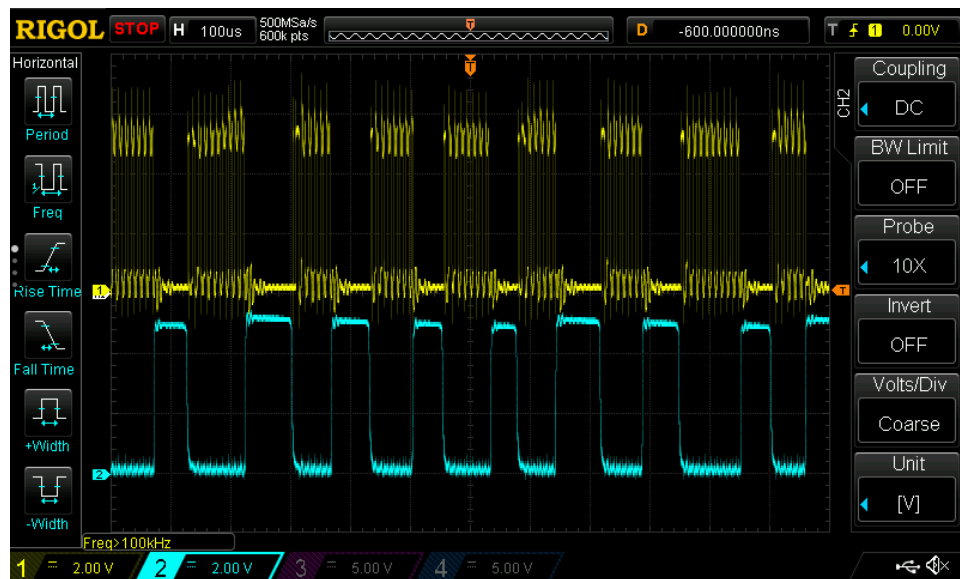 RIGOL STOP H 100us 500MSa/s 600k pts D -600.000000ns T 1 0.00V
Horizontal
Period
Freq
Rise Time
Fall Time
+Width
-Width
T
1
T
2
Freq>100kHz
CH2
Coupling
DC
BW Limit
OFF
Probe
10X
Invert
OFF
Volts/Div
Coarse
Unit
[V]
1 2.00 V 2 2.00 V 3 5.00 V 4 5.00 V